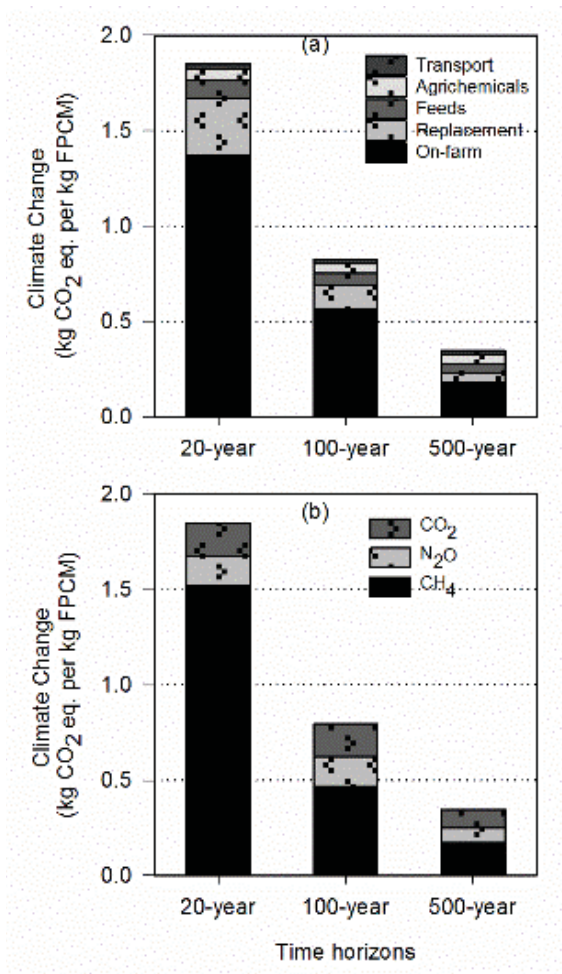 (a)
2.0
1.5
1.0
0.5
0.0
Climate Change
(kg CO2 eq. per kg FPCM)
Transport
Agrichemicals
Feeds
Replacement
On-farm
20-year 100-year 500-year
(b)
2.0
1.5
1.0
0.5
0.0
Climate Change
(kg CO2 eq. per kg FPCM)
CO2
N2O
CH4
20-year 100-year 500-year
Time horizons